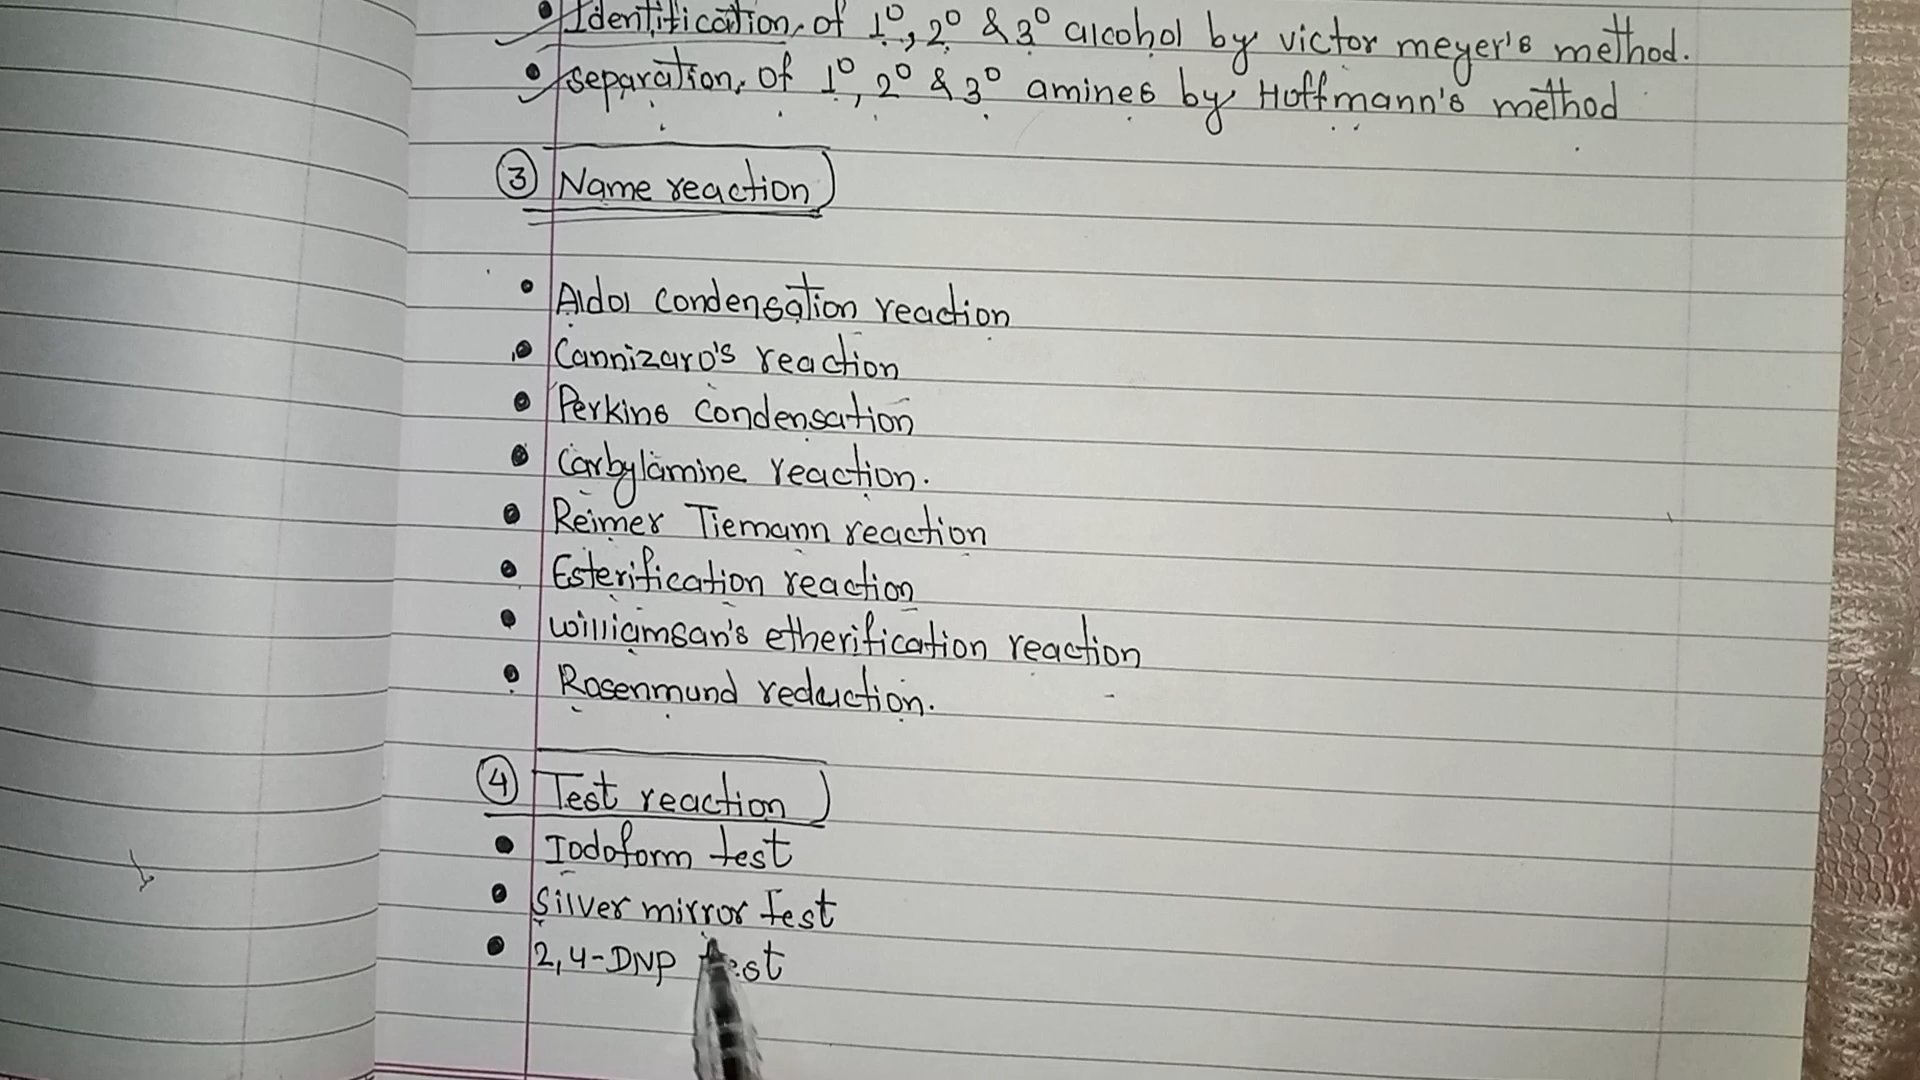 • Identification of 1°, 2° & 3° alcohol by victor meyer's method.
• separation of 1°, 2° & 3° amines by Hoffmann's method
③ Name reaction
• Aldol condensation reaction
• Cannizaro's reaction
• Perkins condensation
• Carbylamine reaction.
• Reimer Tiemann reaction
• Esterification reaction
• williamsan's etherification reaction
• Rosenmund reduction.
④ Test reaction
• Iodoform test
• Silver mirror test
• 2,4-DNP test